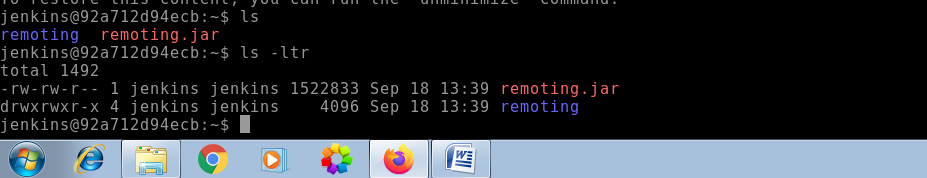 To restore this content, you can run the 'unminimize' command.
jenkins@92a712d94ecb:~$ ls
remoting  remoting.jar
jenkins@92a712d94ecb:~$ ls -ltr
total 1492
-rw-rw-r-- 1 jenkins jenkins 1522833 Sep 18 13:39 remoting.jar
drwxrwxr-x 4 jenkins jenkins    4096 Sep 18 13:39 remoting
jenkins@92a712d94ecb:~$
W